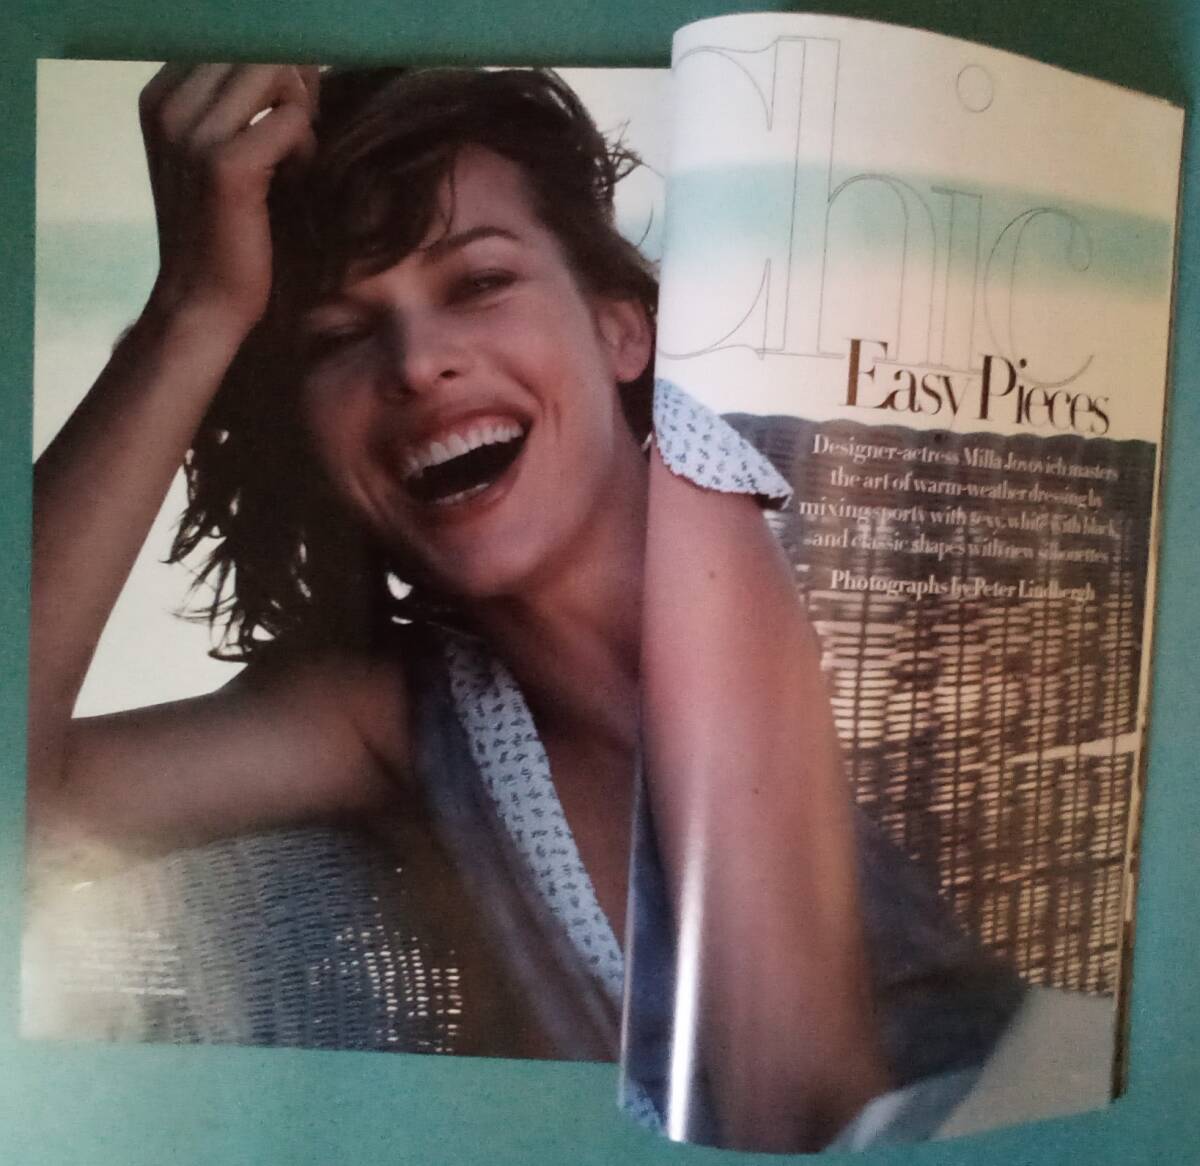 Chic
Easy Pieces
Designer-actress Milla Jovovich masters
the art of warm-weather dressing by
mixing sporty with sexy, white with black,
and classic shapes with new silhouettes
Photographs by Peter Lindbergh